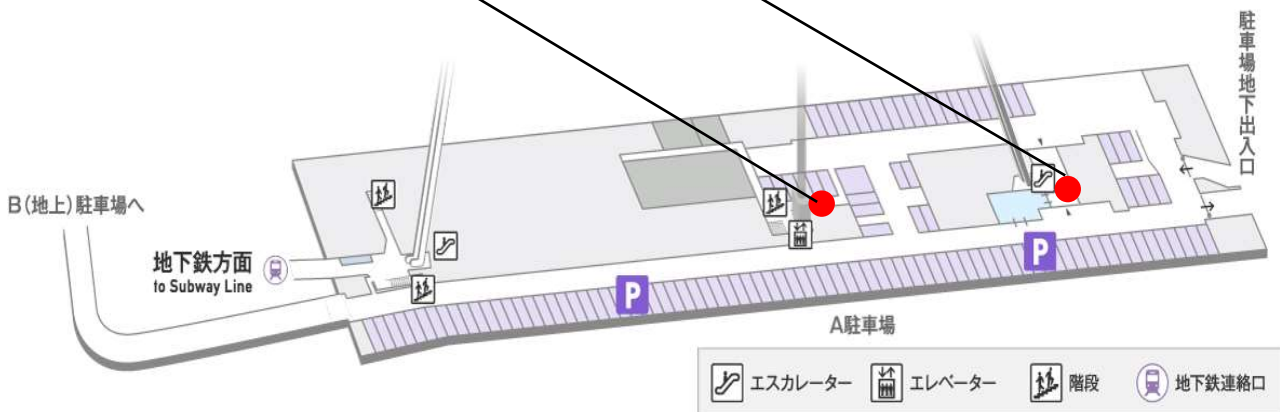 駐車場地下出入口
B(地上)駐車場へ
地下鉄方面
to Subway Line
P
P
A駐車場
エスカレーター
エレベーター
階段
地下鉄連絡口